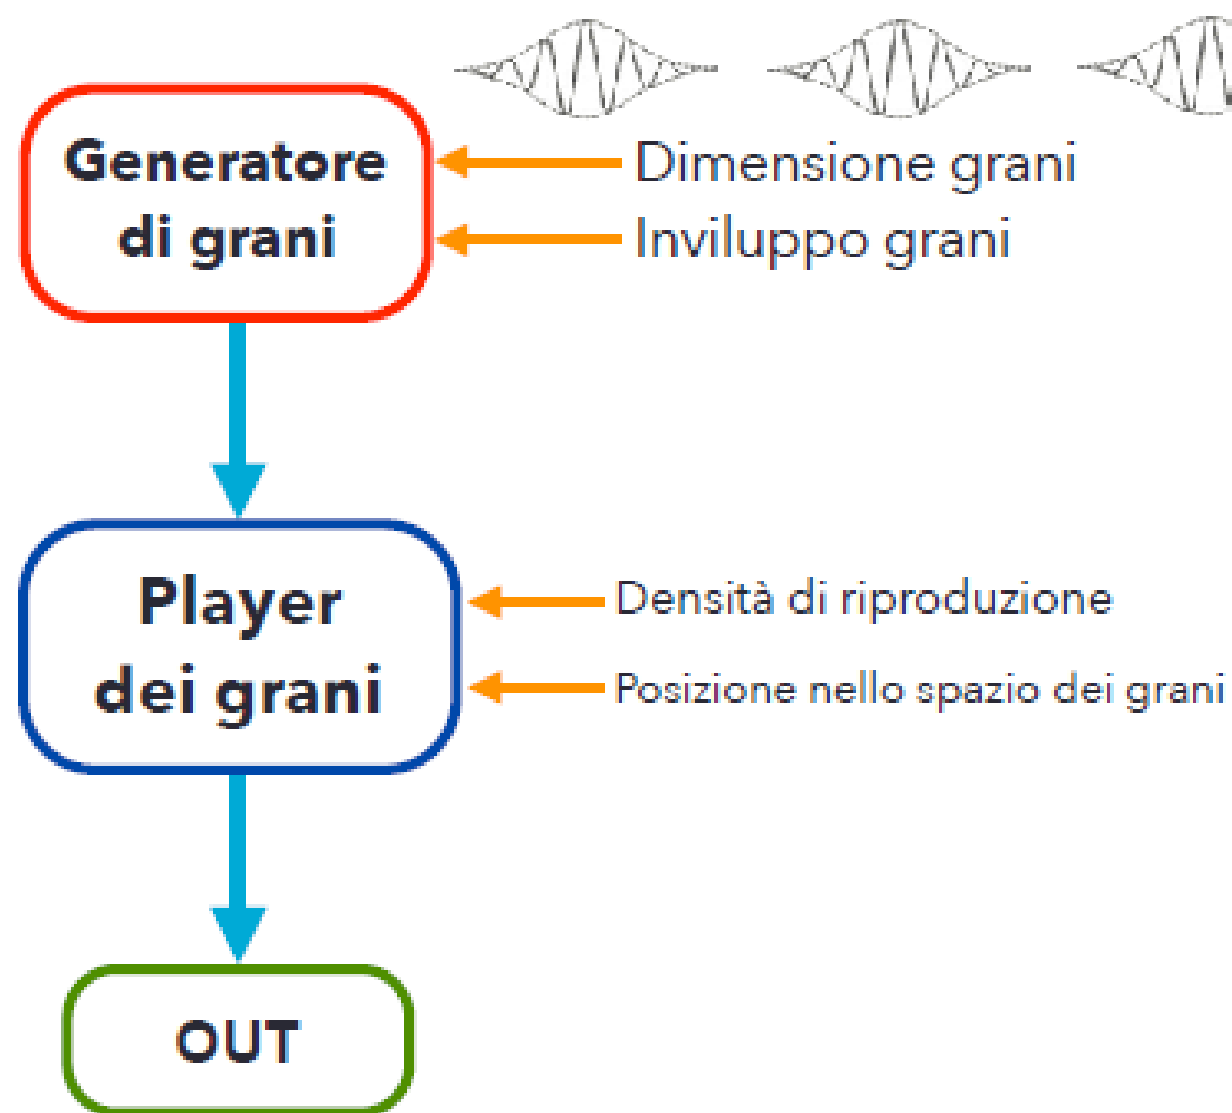 Generatore
di grani
Dimensione grani
Inviluppo grani
Player
dei grani
Densità di riproduzione
Posizione nello spazio dei grani
OUT